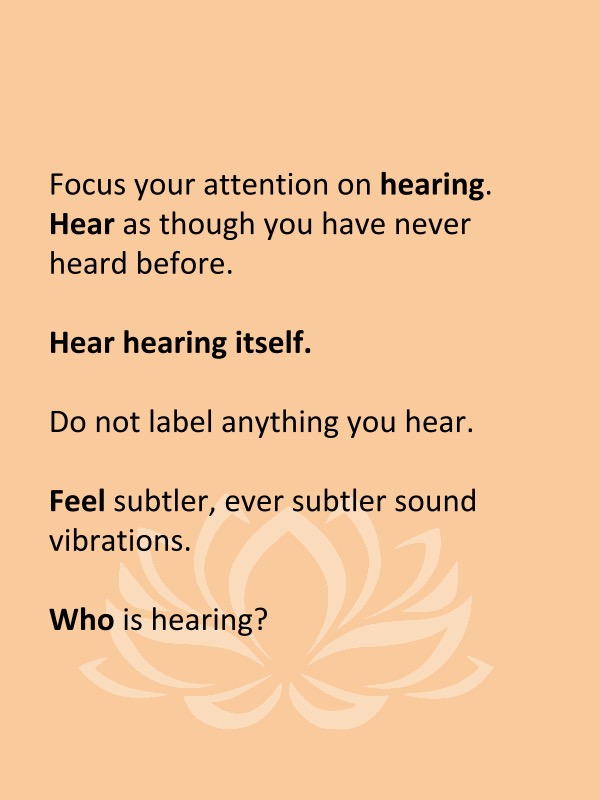 Focus your attention on hearing.
Hear as though you have never
heard before.
Hear hearing itself.
Do not label anything you hear.
Feel subtler, ever subtler sound
vibrations.
Who is hearing?